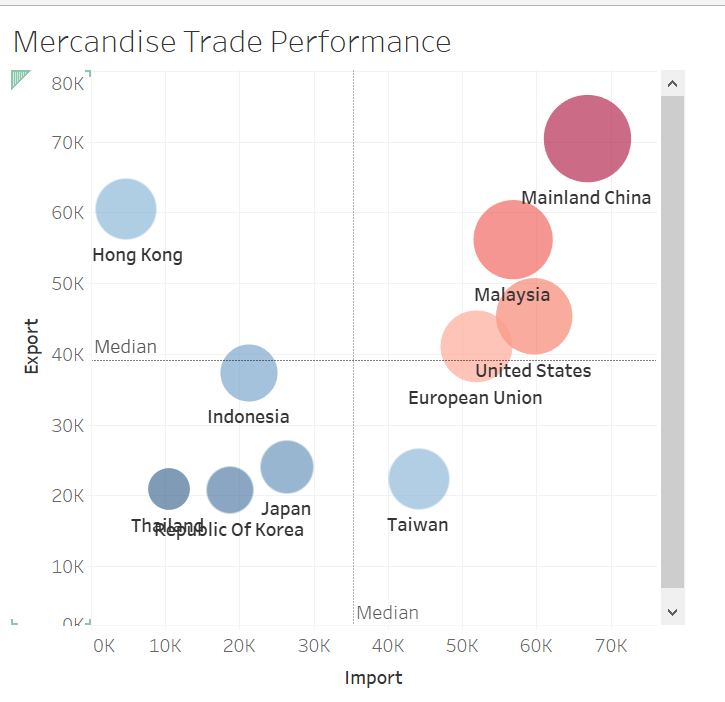 Mercandise Trade Performance
80K
70K
60K
50K
40K
30K
20K
10K
0K
Export
Mainland China
Hong Kong
Malaysia
Median
United States
European Union
Indonesia
Japan
Thailand
Republic Of Korea
Taiwan
Median
0K 10K 20K 30K 40K 50K 60K 70K
Import